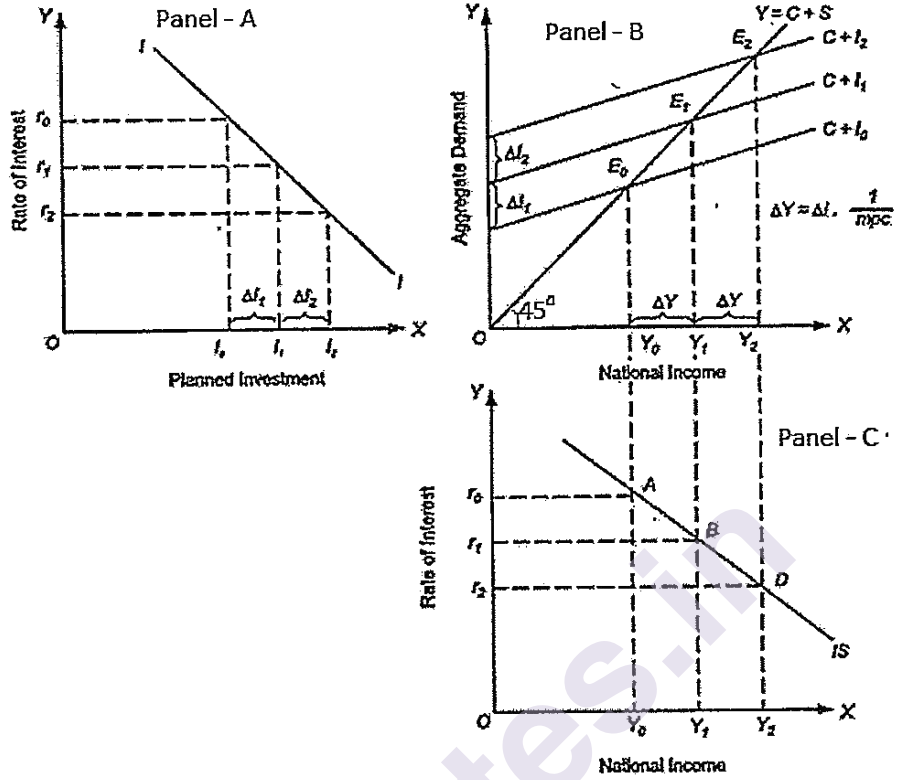 Y
Panel - A
I
r₀
r₁
r₂
Rate of Interest
ΔI₁ ΔI₂
I
O
I₀ I₁ I₂
X
Planned Investment
Y
Panel - B
Y = C + S
E₂
C + I₂
E₁
C + I₁
E₀
C + I₀
ΔI₂
ΔI₁
Aggregate Demand
ΔY = ΔI. 1/mpc
45°
ΔY ΔY
O
Y₀ Y₁ Y₂
X
National Income
Y
Panel - C
A
r₀
B
r₁
D
r₂
Rate of Interest
IS
O
Y₀ Y₁ Y₂
X
National Income
tes.in